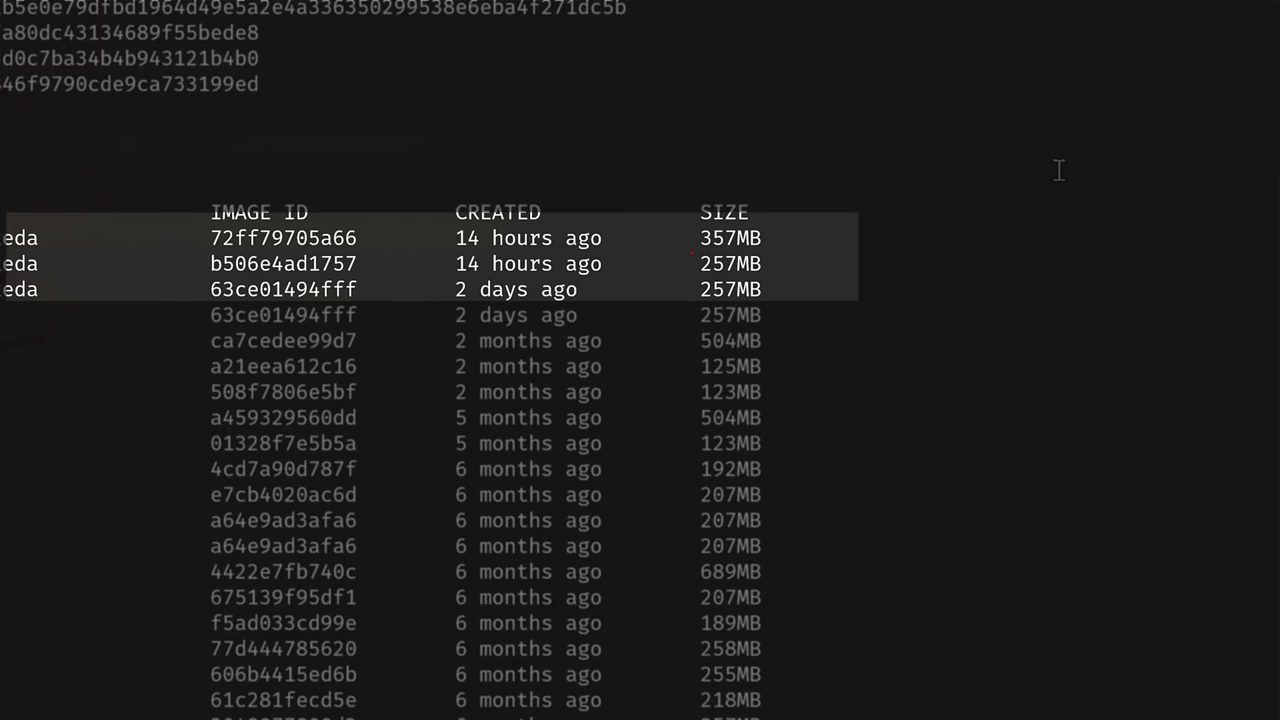 b5e0e79dfbd1964d49e5a2e4a336350299538e6eba4f271dc5b
a80dc43134689f55bede8
d0c7ba34b4b943121b4b0
46f9790cde9ca733199ed
IMAGE ID CREATED SIZE
eda 72ff79705a66 14 hours ago 357MB
eda b506e4ad1757 14 hours ago 257MB
eda 63ce01494fff 2 days ago 257MB
63ce01494fff 2 days ago 257MB
ca7cedee99d7 2 months ago 504MB
a21eea612c16 2 months ago 125MB
508f7806e5bf 2 months ago 123MB
a459329560dd 5 months ago 504MB
01328f7e5b5a 5 months ago 123MB
4cd7a90d787f 6 months ago 192MB
e7cb4020ac6d 6 months ago 207MB
a64e9ad3afa6 6 months ago 207MB
a64e9ad3afa6 6 months ago 207MB
4422e7fb740c 6 months ago 689MB
675139f95df1 6 months ago 207MB
f5ad033cd99e 6 months ago 189MB
77d444785620 6 months ago 258MB
606b4415ed6b 6 months ago 255MB
61c281fecd5e 6 months ago 218MB